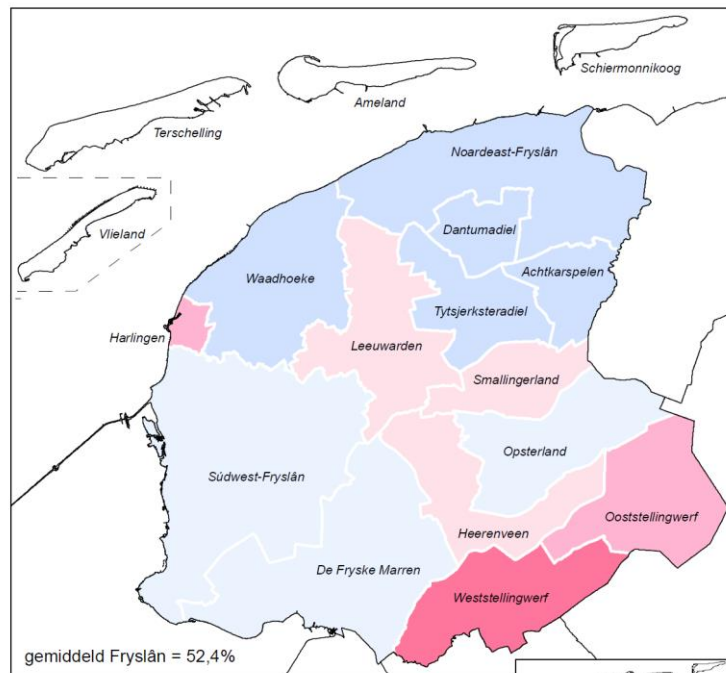 Schiermonnikoog
Ameland
Terschelling
Noardeast-Fryslân
Vlieland
Dantumadiel
Achtkarspelen
Waadhoeke
Tytsjerksteradiel
Harlingen
Leeuwarden
Smallingerland
Opsterland
Súdwest-Fryslân
Ooststellingwerf
Heerenveen
De Fryske Marren
Weststellingwerf
gemiddeld Fryslân = 52,4%